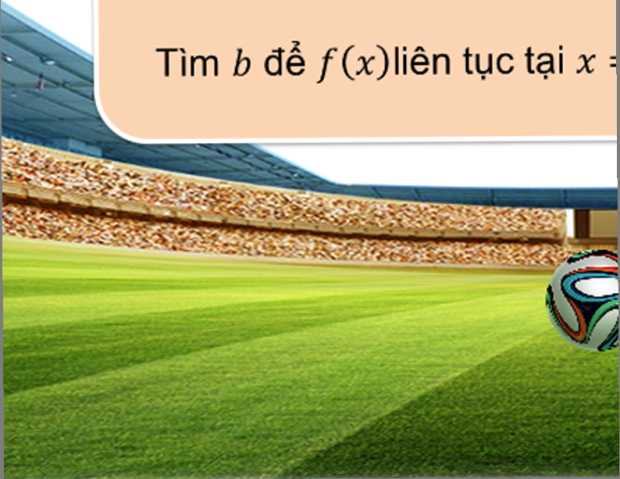 Tìm b để f(x)liên tục tại x =